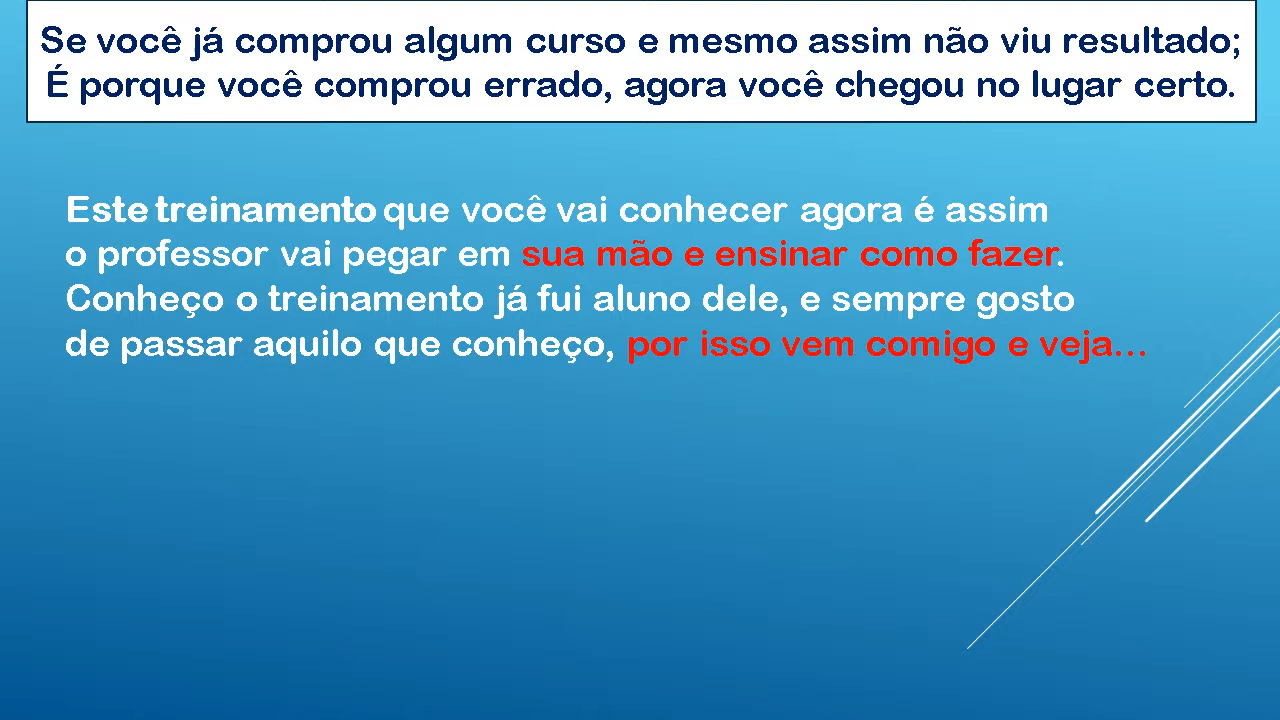 Se você já comprou algum curso e mesmo assim não viu resultado;
É porque você comprou errado, agora você chegou no lugar certo.
Este treinamento que você vai conhecer agora é assim
o professor vai pegar em sua mão e ensinar como fazer.
Conheço o treinamento já fui aluno dele, e sempre gosto
de passar aquilo que conheço, por isso vem comigo e veja...